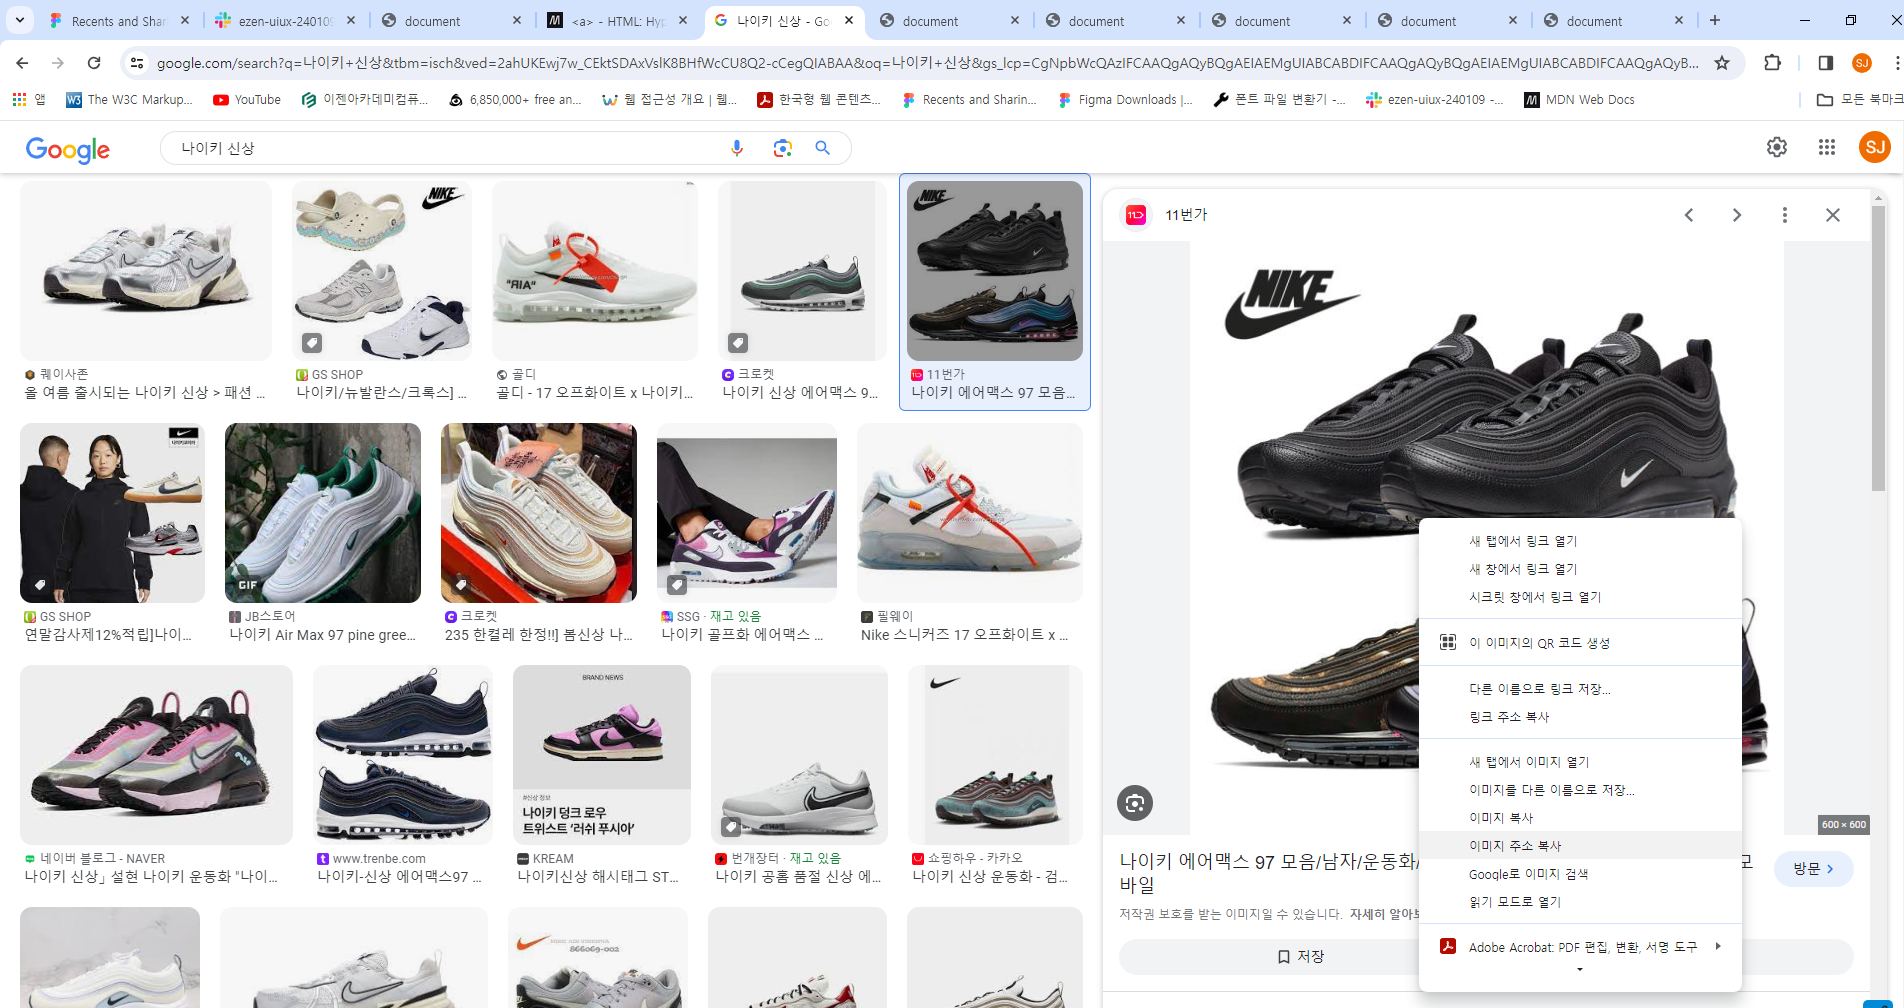 Recents and Shari
ezen-uiux-240109
document
<a> - HTML: Hyp
나이키 신상 - Go
document
document
document
document
document
google.com/search?q=나이키+신상&tbm=isch&ved=2ahUKEwj7w_CEktSDAxVslK8BHfWcCU8Q2-cCegQIABAA&oq=나이키+신상&gs_lcp=CgNpbWcQAzIFCAAQgAQyBQgAEIAEMgUIABCABDIFCAAQgAQyBQgAEIAEMgUIABCABDIFCAAQgAQyB...
앱
The W3C Markup...
YouTube
이젠아카데미컴퓨...
6,850,000+ free an...
웹 접근성 개요 | 웹...
한국형 웹 콘텐츠...
Recents and Sharin...
Figma Downloads |...
폰트 파일 변환기 -...
ezen-uiux-240109 -...
MDN Web Docs
모든 북마크
Google
나이키 신상
SJ
NIKE
"AIR"
퀘이사존
올 여름 출시되는 나이키 신상 > 패션 ...
GS SHOP
나이키/뉴발란스/크록스] ...
골디
골디 - 17 오프화이트 x 나이키...
크로켓
나이키 신상 에어맥스 9...
NIKE
11번가
나이키 에어맥스 97 모음...
나이키코리아
GS SHOP
연말감사제12%적립]나이...
GIF
JB스토어
나이키 Air Max 97 pine gree...
크로켓
235 한켤레 한정!!] 봄신상 나...
SSG · 재고 있음
나이키 골프화 에어맥스 ...
필웨이
Nike 스니커즈 17 오프화이트 x ...
네이버 블로그 - NAVER
나이키 신상」 설현 나이키 운동화 "나이...
www.trenbe.com
나이키-신상 에어맥스97 ...
BRAND NEWS
#신상 정보
나이키 덩크 로우
트위스트 '러쉬 푸시아'
KREAM
나이키신상 해시태그 ST...
번개장터 · 재고 있음
나이키 공홈 품절 신상 에...
쇼핑하우 - 카카오
나이키 신상 운동화 - 검...
866069-002
11번가
NIKE
600 × 600
나이키 에어맥스 97 모음/남자/운동화/
모
바일
방문
저작권 보호를 받는 이미지일 수 있습니다. 자세히 알아보
저장
새 탭에서 링크 열기
새 창에서 링크 열기
시크릿 창에서 링크 열기
이 이미지의 QR 코드 생성
다른 이름으로 링크 저장...
링크 주소 복사
새 탭에서 이미지 열기
이미지를 다른 이름으로 저장...
이미지 복사
이미지 주소 복사
Google로 이미지 검색
읽기 모드로 열기
Adobe Acrobat: PDF 편집, 변환, 서명 도구